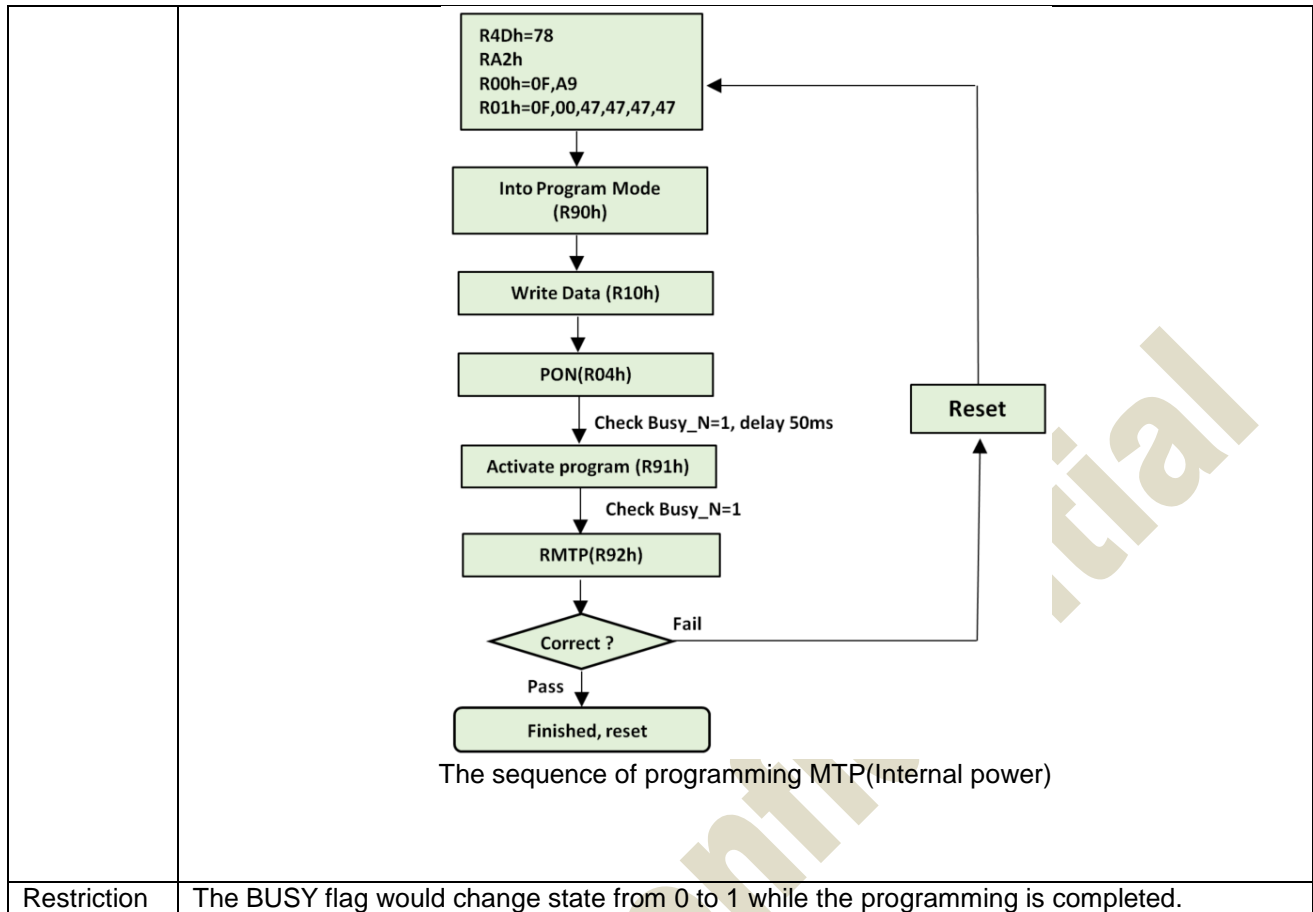 R4Dh=78
RA2h
R00h=0F,A9
R01h=0F,00,47,47,47,47
Into Program Mode
(R90h)
Write Data (R10h)
PON(R04h)
Check Busy_N=1, delay 50ms
Reset
Activate program (R91h)
Check Busy_N=1
RMTP(R92h)
Correct ?
Fail
Pass
Finished, reset
The sequence of programming MTP(Internal power)
Restriction
The BUSY flag would change state from 0 to 1 while the programming is completed.